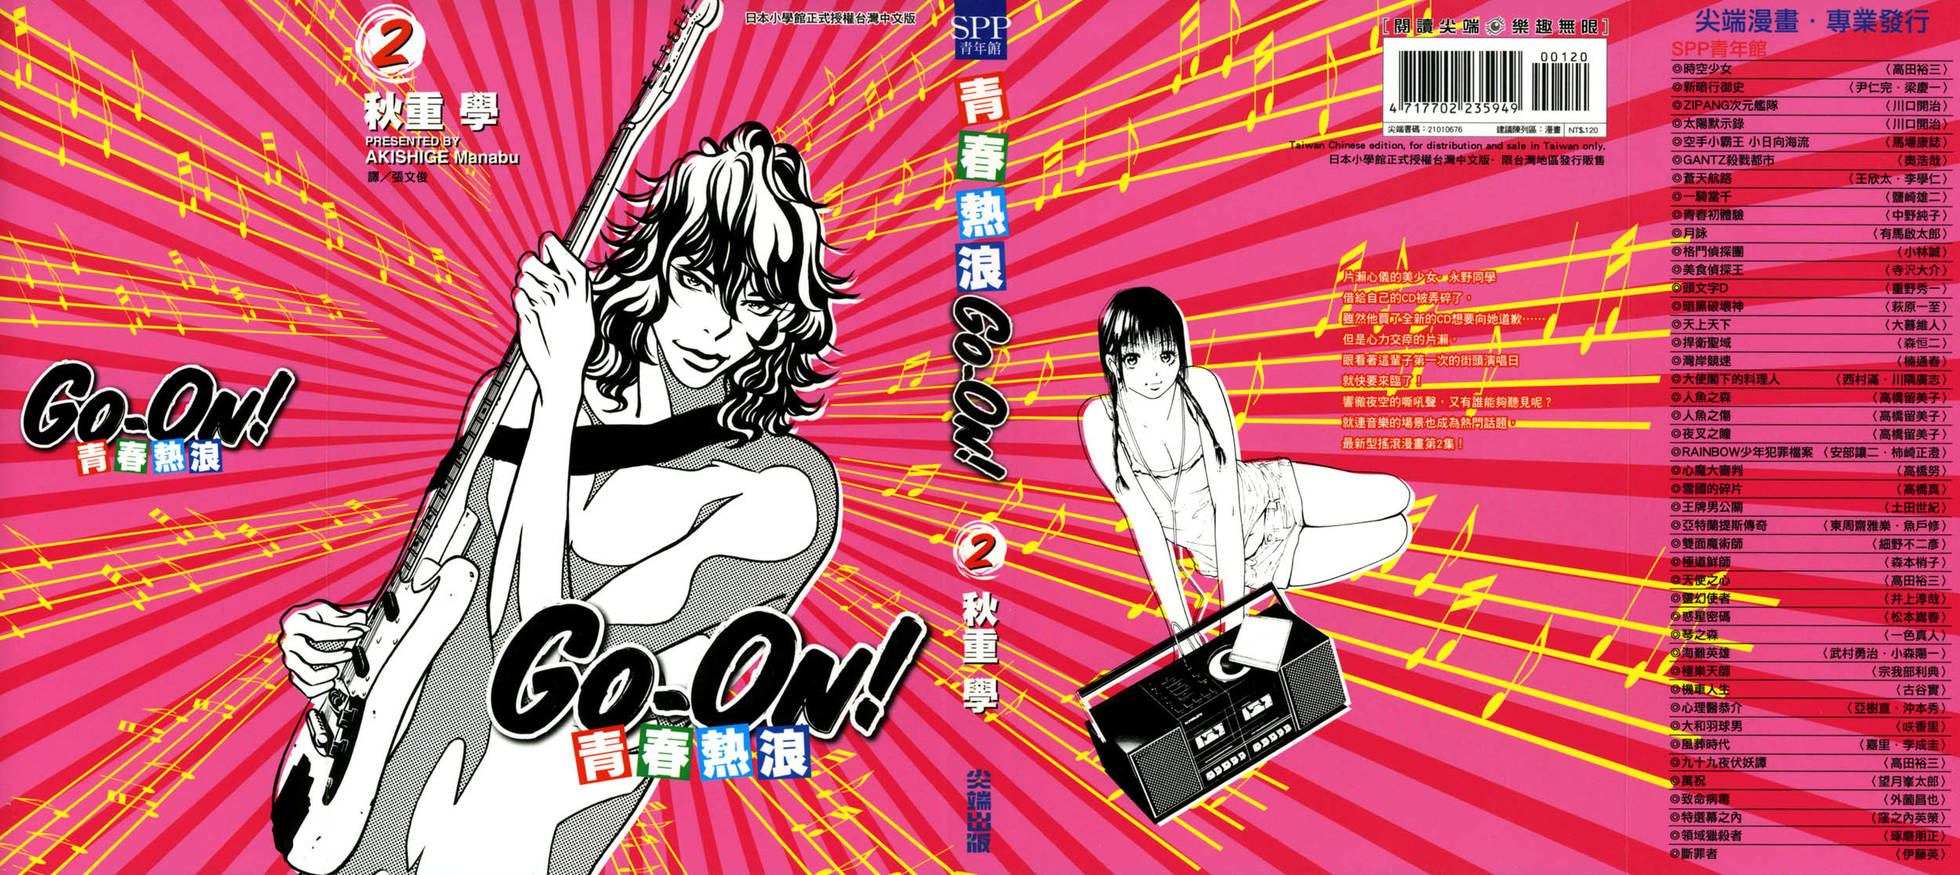 Go-On!
青春熱浪
2
秋重 學
PRESENTED BY
AKISHIGE Manabu
譯／張文俊
日本小學館正式授權台灣中文版
Go-On!
青春熱浪
SPP
青年館
青春熱浪
Go-On!
2
秋重 學
尖端出版
[閱讀尖端 樂趣無限]
00120
4 717702 235949
尖端書碼：21010676 建議陳列區：漫畫 NT$.120
Taiwan Chinese edition, for distribution and sale in Taiwan only.
日本小學館正式授權台灣中文版．限台灣地區發行販售
片瀨心儀的美少女．永野同學
借給自己的CD被弄碎了，
雖然他買了全新的CD想要向她道歉……
但是心力交瘁的片瀨，
眼看著這輩子第一次的街頭演唱日
就快要來臨了！
響徹夜空的嘶吼聲，又有誰能夠聽見呢？
就連音樂的場景也成為熱門話題，
最新型搖滾漫畫第2集！
尖端漫畫．專業發行
SPP青年館
◎時空少女〈高田裕三〉
◎新暗行御史〈尹仁完．梁慶一〉
◎ZIPANG次元艦隊〈川口開治〉
◎太陽默示錄〈川口開治〉
◎空手小霸王 小日向海流〈馬場康誌〉
◎GANTZ殺戮都市〈奧浩哉〉
◎蒼天航路〈王欣太．李學仁〉
◎一騎當千〈鹽崎雄二〉
◎青春初體驗〈中野純子〉
◎月詠〈有馬啟太郎〉
◎格鬥偵探團〈小林誠〉
◎美食偵探王〈寺沢大介〉
◎頭文字D〈重野秀一〉
◎暗黑破壞神〈萩原一至〉
◎天上天下〈大暮維人〉
◎捍衛聖域〈森恒二〉
◎灣岸競速〈楠通春〉
◎大使閣下的料理人〈西村滿．川隅廣志〉
◎人魚之森〈高橋留美子〉
◎人魚之傷〈高橋留美子〉
◎夜叉之瞳〈高橋留美子〉
◎RAINBOW少年犯罪檔案〈安部讓二．柿崎正澄〉
◎心魔大審判〈高橋努〉
◎雪國的碎片〈高橋真〉
◎王牌男公關〈土田世紀〉
◎亞特蘭提斯傳奇〈東周齋雅樂．魚戶修〉
◎雙面魔術師〈細野不二彥〉
◎極道鮮師〈森本梢子〉
◎天使之心〈高田裕三〉
◎靈幻使者〈井上淳哉〉
◎惑星密碼〈松本嵩春〉
◎琴之森〈一色真人〉
◎海難英雄〈武村勇治．小森陽一〉
◎極樂天師〈宗我部利典〉
◎機車人生〈古谷實〉
◎心理醫恭介〈亞樹直．沖本秀〉
◎大和羽球男〈咲香里〉
◎風葬時代〈嘉里．李成圭〉
◎九十九夜伏妖譚〈高田裕三〉
◎萬祝〈望月峯太郎〉
◎致命病毒〈外薗昌也〉
◎特選幕之內〈窪之內英策〉
◎領域獵殺者〈琢磨朋正〉
◎斷罪者〈伊藤英〉